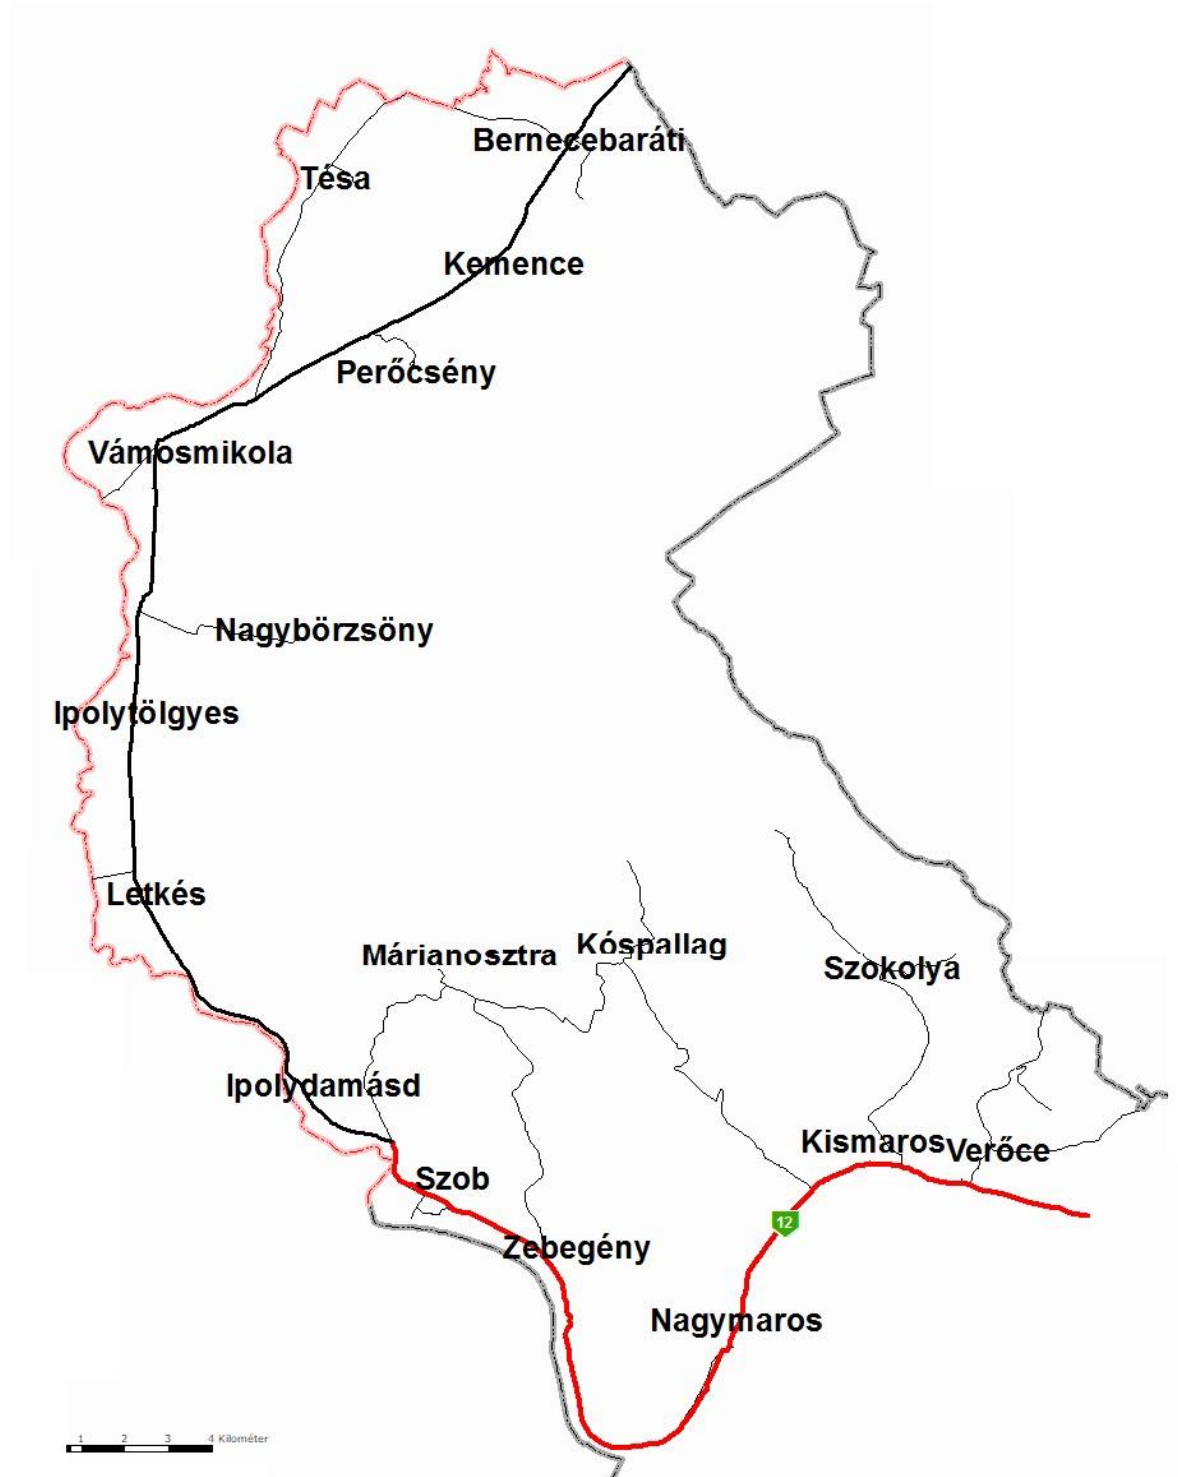 Bernecebaráti
Tésa
Kemence
Perőcsény
Vámosmikola
Nagybörzsöny
Ipolytölgyes
Letkés
Márianosztra
Kóspallag
Szokolya
Ipolydamásd
Kismaros
Verőce
Szob
12
Zebegény
Nagymaros
1 2 3 4 Kilométer